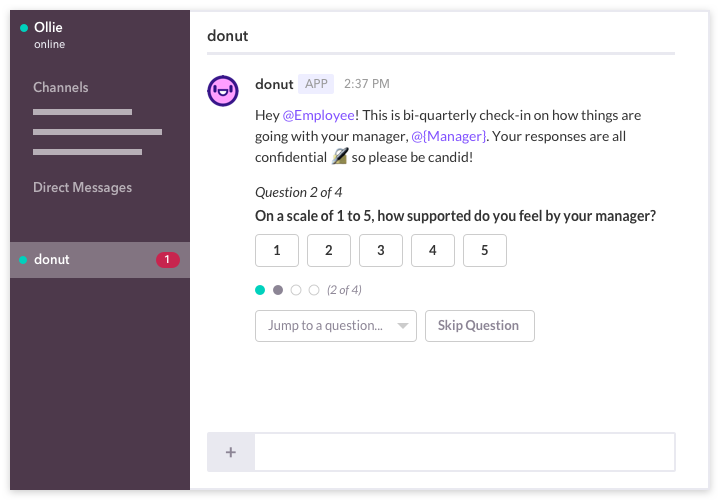 Ollie
online
Channels
Direct Messages
donut
1
donut
donut APP 2:37 PM
Hey @Employee! This is bi-quarterly check-in on how things are
going with your manager, @{Manager}. Your responses are all
confidential so please be candid!
Question 2 of 4
On a scale of 1 to 5, how supported do you feel by your manager?
1 2 3 4 5
(2 of 4)
Jump to a question... Skip Question
+